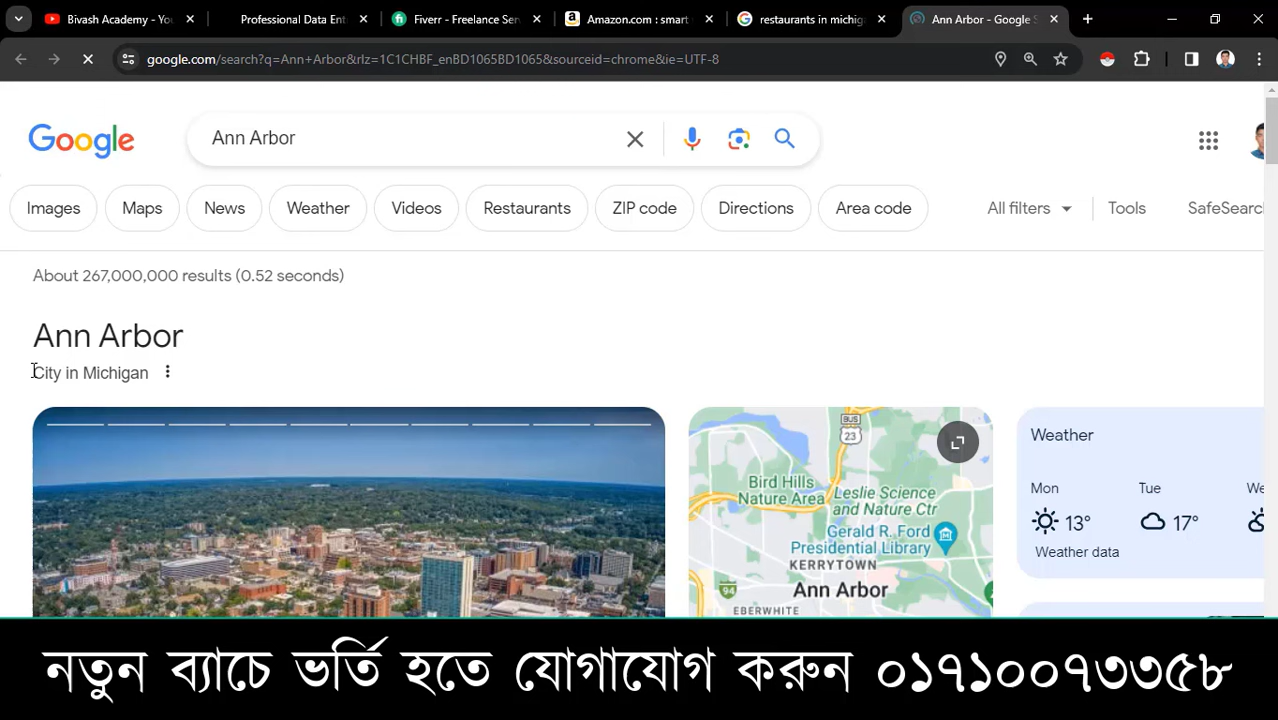 Bivash Academy - Yo
Professional Data Ent
Fiverr - Freelance Ser
Amazon.com : smart
restaurants in michig
Ann Arbor - Google S
google.com/search?q=Ann+Arbor&rlz=1C1CHBF_enBD1065BD1065&sourceid=chrome&ie=UTF-8
Google
Ann Arbor
Images
Maps
News
Weather
Videos
Restaurants
ZIP code
Directions
Area code
All filters
Tools
SafeSearc
About 267,000,000 results (0.52 seconds)
Ann Arbor
City in Michigan
BUS
23
Bird Hills
Nature Area
Leslie Science
and Nature Ctr
Gerald R. Ford
Presidential Library
KERRYTOWN
94
Ann Arbor
EBERWHITE
Weather
Mon
Tue
We
13°
17°
Weather data
নতুন ব্যাচে ভর্তি হতে যোগাযোগ করুন ০১৭১০০৭৩৩৫৮